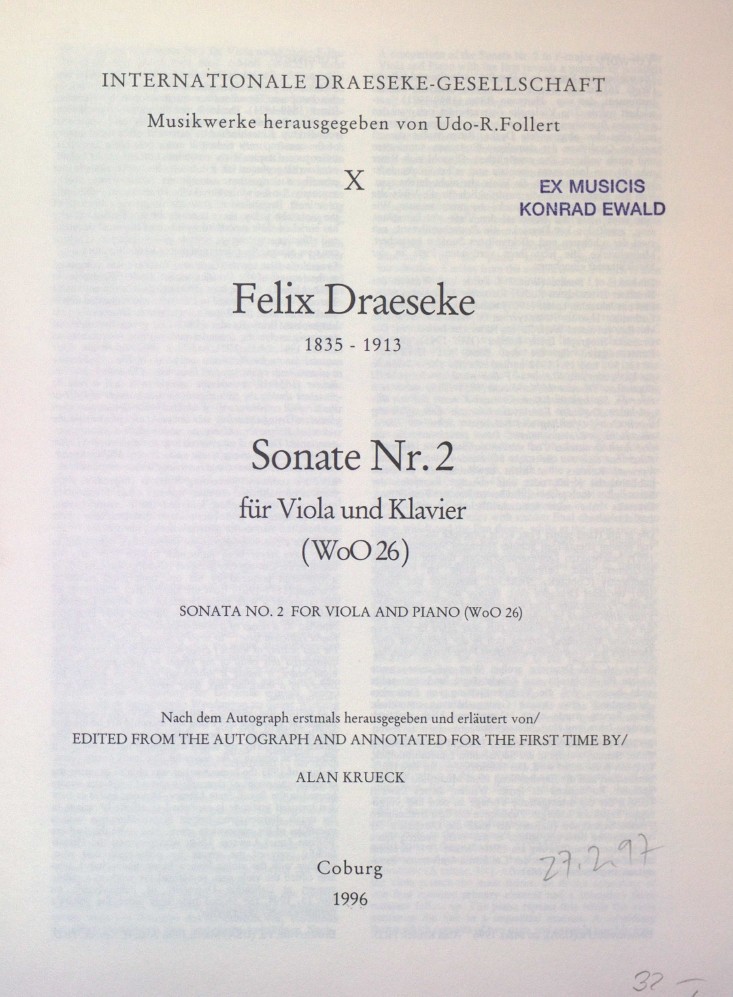 INTERNATIONALE DRAESEKE-GESELLSCHAFT
Musikwerke herausgegeben von Udo-R.Follert
X
EX MUSICIS
KONRAD EWALD
Felix Draeseke
1835 - 1913
Sonate Nr. 2
für Viola und Klavier
(WoO 26)
SONATA NO. 2 FOR VIOLA AND PIANO (WoO 26)
Nach dem Autograph erstmals herausgegeben und erläutert von/
EDITED FROM THE AUTOGRAPH AND ANNOTATED FOR THE FIRST TIME BY/
ALAN KRUECK
27.2.97
Coburg
1996
32 –